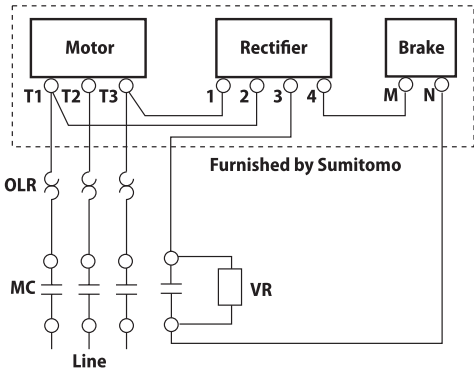 Motor Rectifier Brake
T1 T2 T3 1 2 3 4 M N
Furnished by Sumitomo
OLR
MC VR
Line